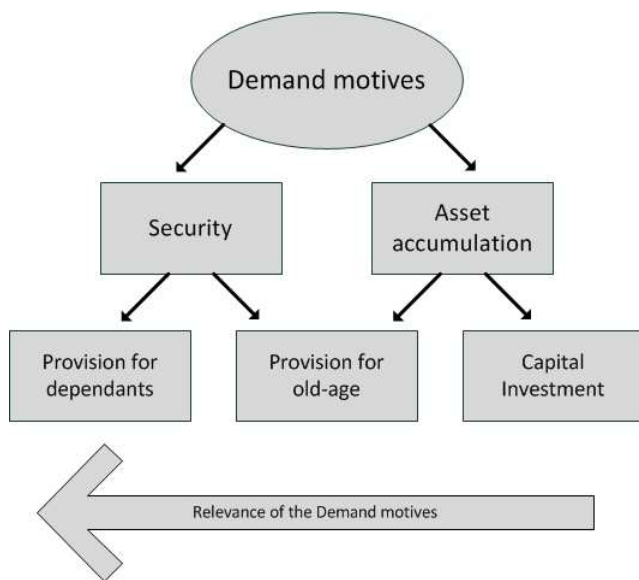 Demand motives
Security
Asset
accumulation
Provision for
dependants
Provision for
old-age
Capital
Investment
Relevance of the Demand motives